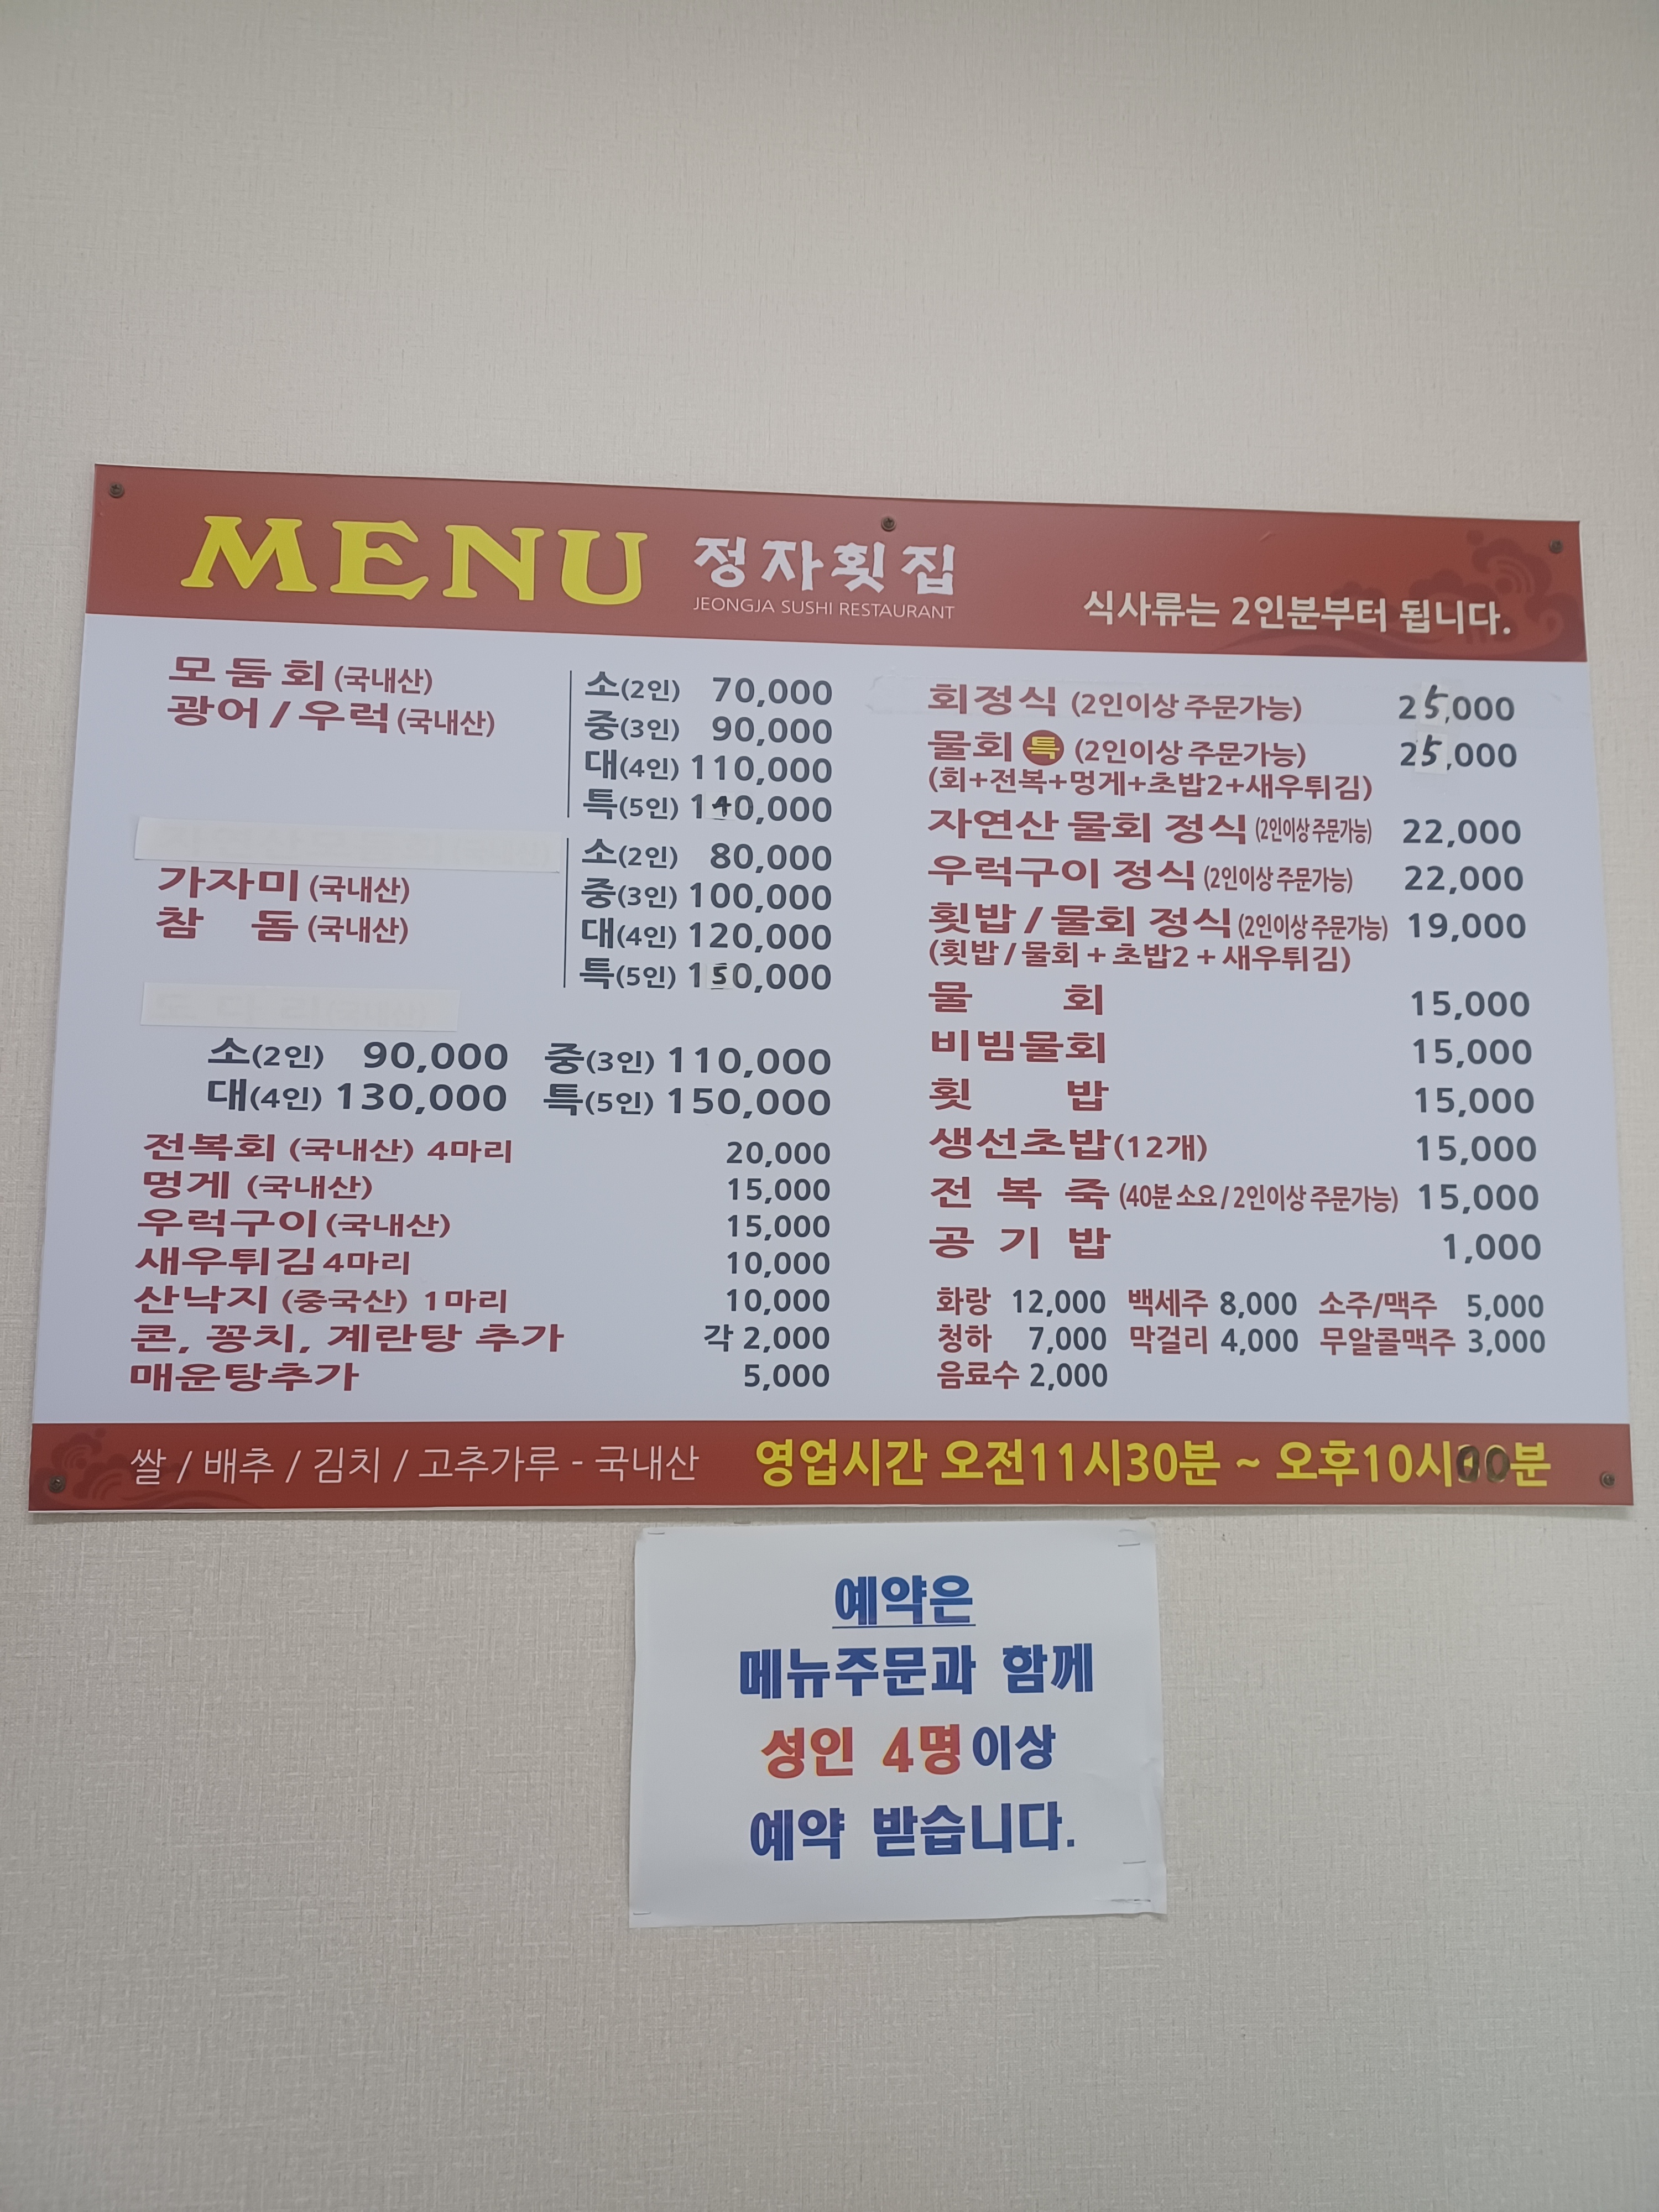 MENU 정자횟집
JEONGJA SUSHI RESTAURANT
식사류는 2인분부터 됩니다.
모둠회 (국내산)
광어 / 우럭 (국내산)
소(2인) 70,000
중(3인) 90,000
대(4인) 110,000
특(5인) 140,000
가자미 (국내산)
참 돔 (국내산)
소(2인) 80,000
중(3인) 100,000
대(4인) 120,000
특(5인) 150,000
소(2인) 90,000 중(3인) 110,000
대(4인) 130,000 특(5인) 150,000
전복회 (국내산) 4마리 20,000
멍게 (국내산) 15,000
우럭구이 (국내산) 15,000
새우튀김 4마리 10,000
산낙지 (중국산) 1마리 10,000
콘, 꽁치, 계란탕 추가 각 2,000
매운탕추가 5,000
회정식 (2인이상 주문가능) 25,000
물회 특 (2인이상 주문가능) 25,000
(회+전복+멍게+초밥2+새우튀김)
자연산 물회 정식 (2인이상 주문가능) 22,000
우럭구이 정식 (2인이상 주문가능) 22,000
횟밥 / 물회 정식 (2인이상 주문가능) 19,000
(횟밥 / 물회 + 초밥2 + 새우튀김)
물 회 15,000
비빔물회 15,000
횟 밥 15,000
생선초밥(12개) 15,000
전 복 죽 (40분 소요 / 2인이상 주문가능) 15,000
공 기 밥 1,000
화랑 12,000 백세주 8,000 소주/맥주 5,000
청하 7,000 막걸리 4,000 무알콜맥주 3,000
음료수 2,000
쌀 / 배추 / 김치 / 고추가루 - 국내산
영업시간 오전11시30분 ~ 오후10시00분
예약은
메뉴주문과 함께
성인 4명이상
예약 받습니다.